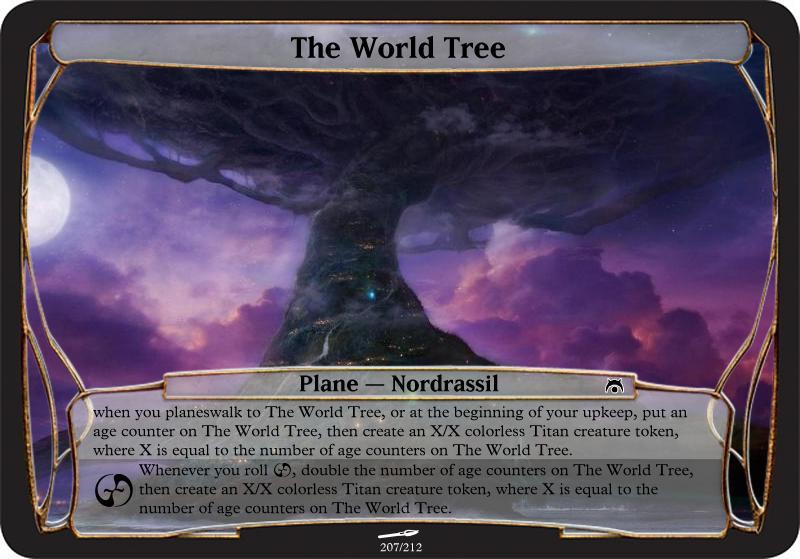 The World Tree
Plane — Nordrassil
when you planeswalk to The World Tree, or at the beginning of your upkeep, put an
age counter on The World Tree, then create an X/X colorless Titan creature token,
where X is equal to the number of age counters on The World Tree.
Whenever you roll , double the number of age counters on The World Tree,
then create an X/X colorless Titan creature token, where X is equal to the
number of age counters on The World Tree.
207/212